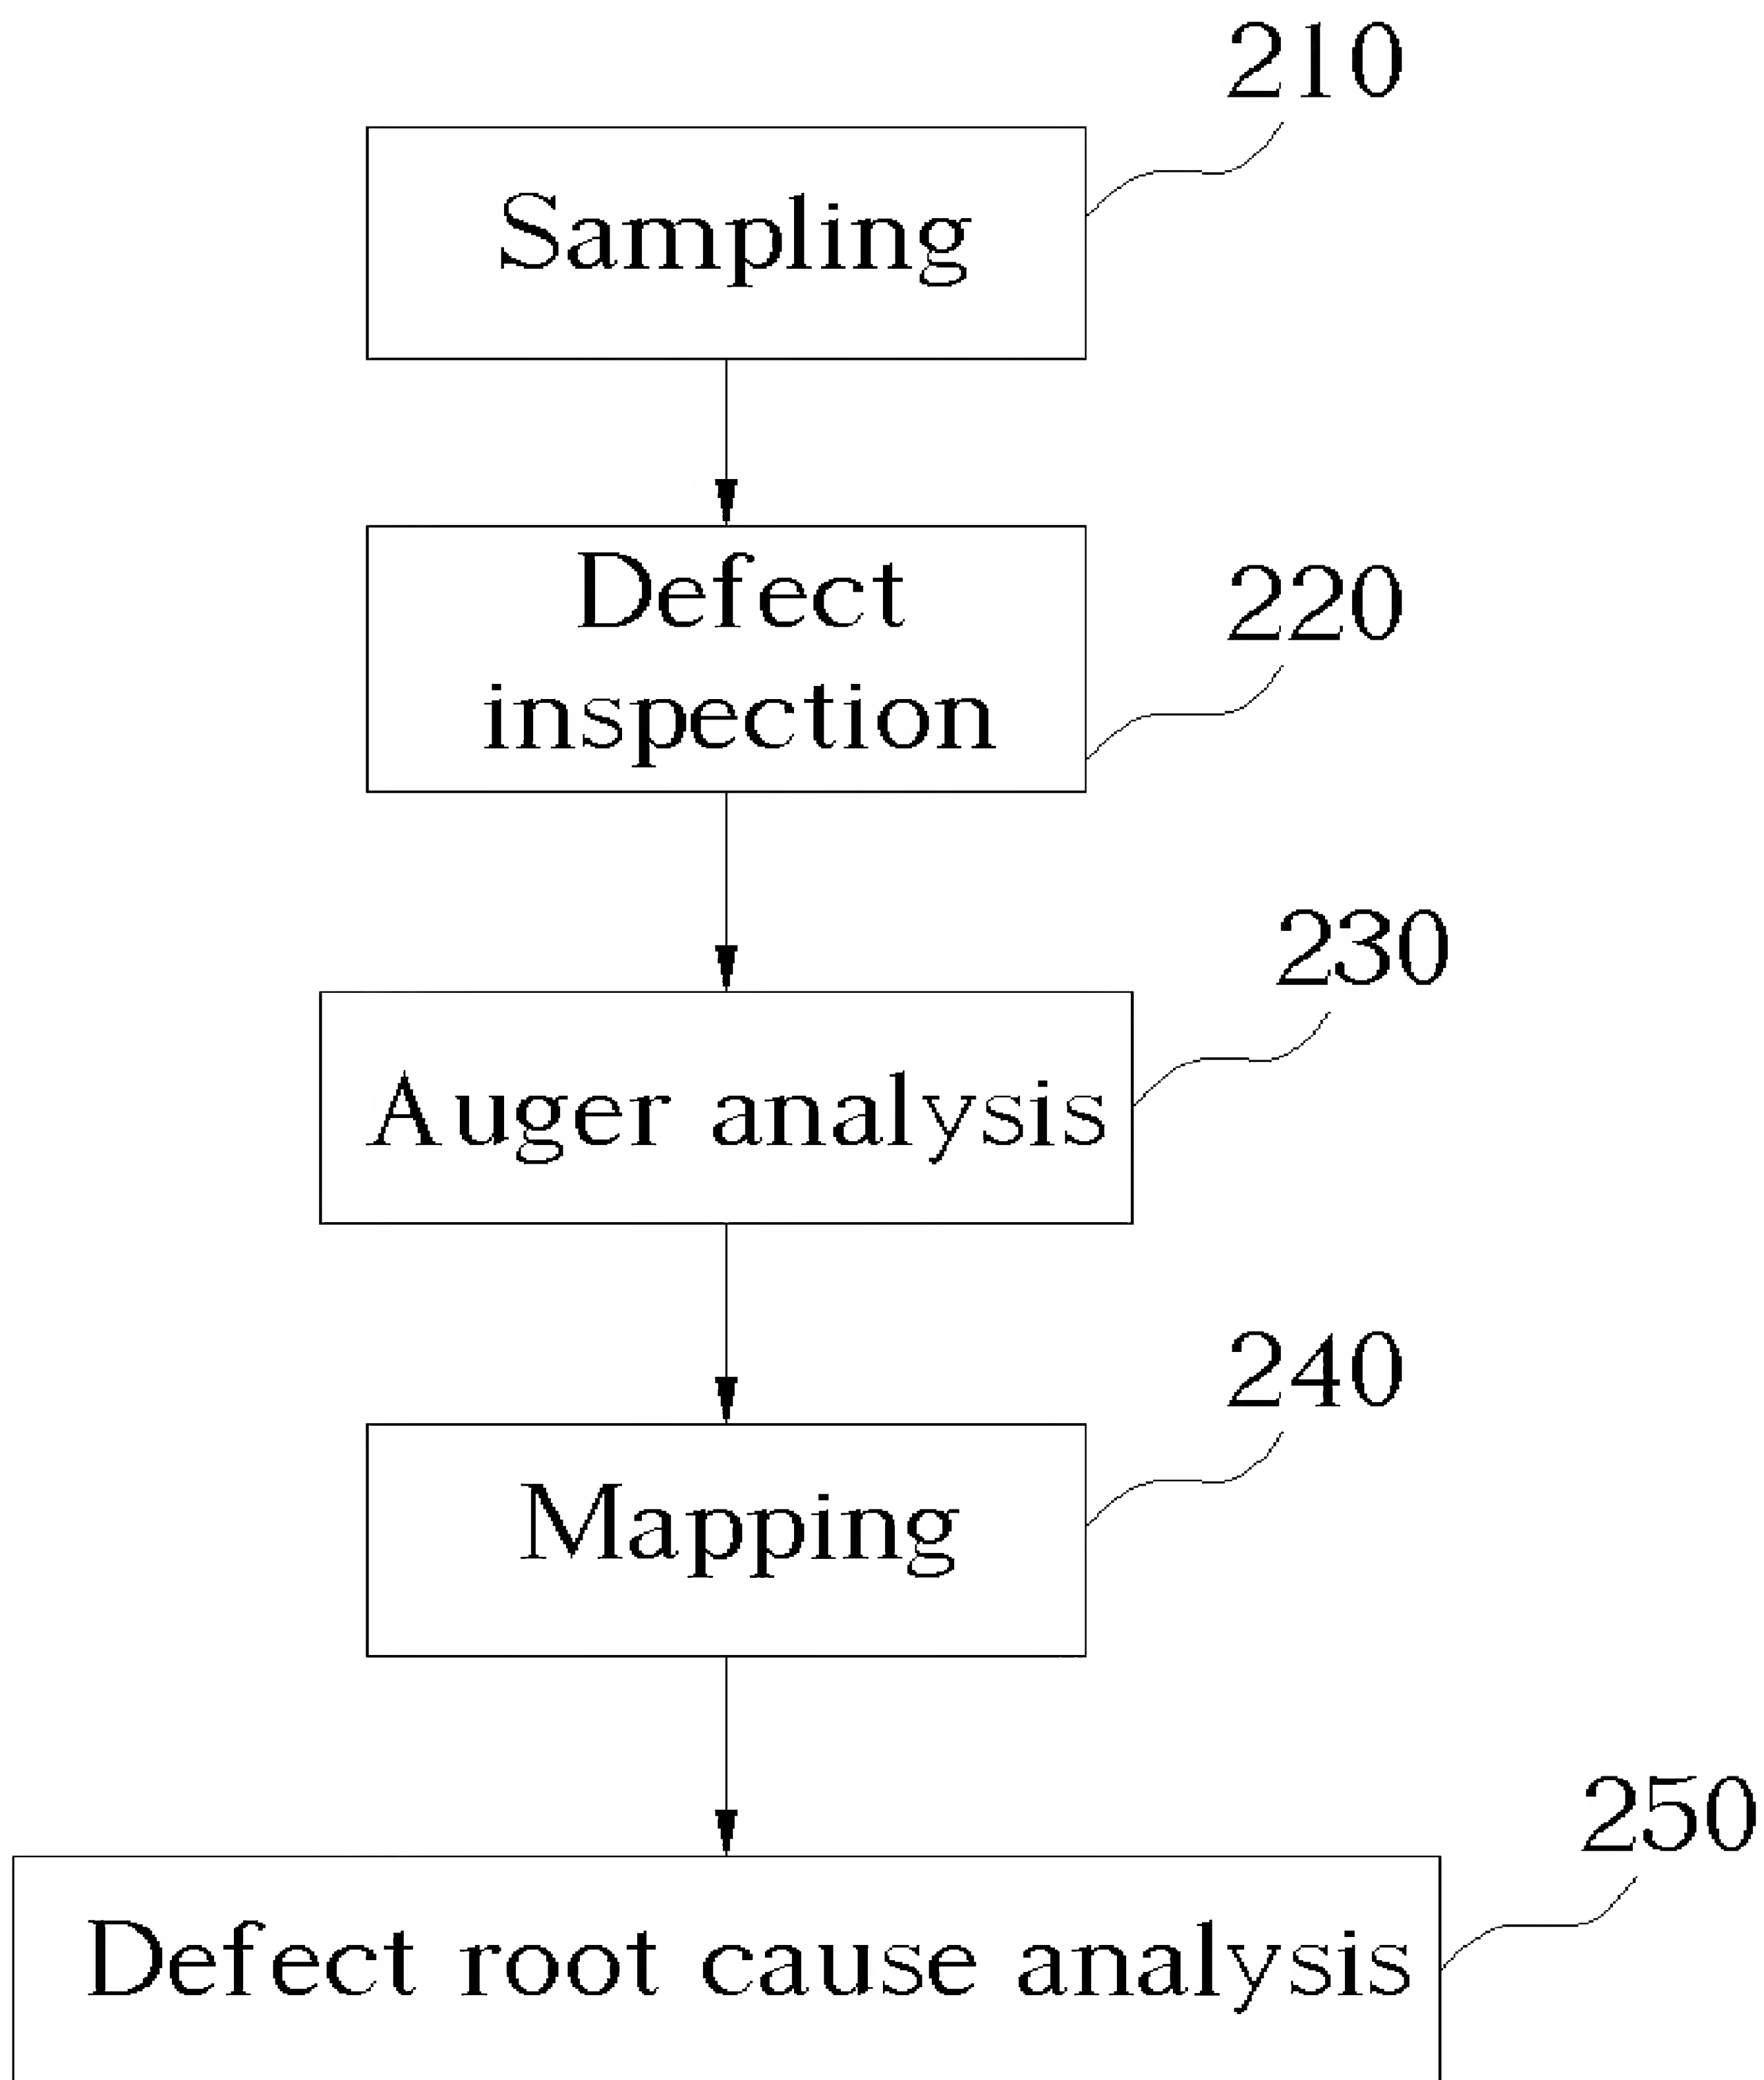 210
Sampling
Defect
inspection
220
230
Auger analysis
240
Mapping
250
Defect root cause analysis